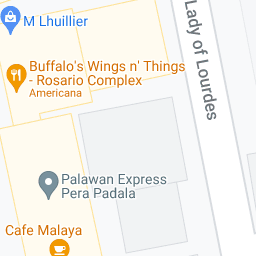 M Lhuillier
Lady of Lourdes
Buffalo's Wings n' Things
- Rosario Complex
Americana
Palawan Express
Pera Padala
Cafe Malaya